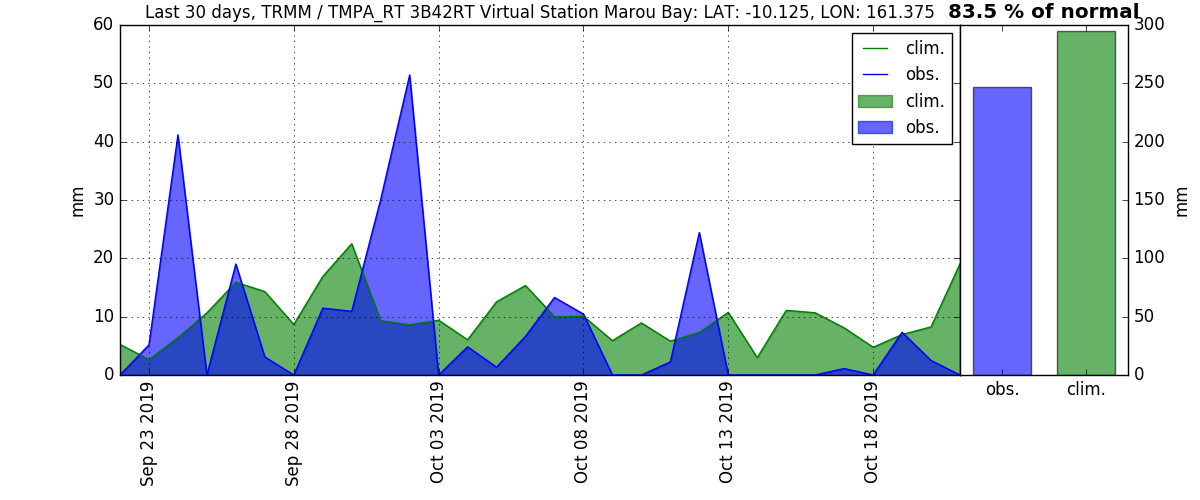 Last 30 days, TRMM / TMPA_RT 3B42RT Virtual Station Marou Bay: LAT: -10.125, LON: 161.375
83.5 % of normal
60
50
40
30
20
10
0
mm
clim.
obs.
clim.
obs.
300
250
200
150
100
50
0
mm
obs.
clim.
Sep 23 2019
Sep 28 2019
Oct 03 2019
Oct 08 2019
Oct 13 2019
Oct 18 2019